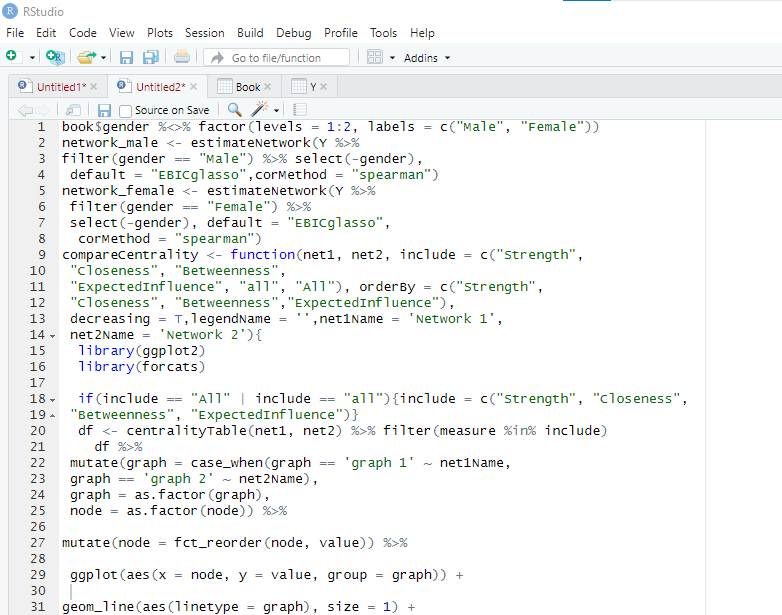 RStudio
File Edit Code View Plots Session Build Debug Profile Tools Help
Go to file/function Addins
Untitled1* Untitled2* Book Y
Source on Save
1 book$gender %<>% factor(levels = 1:2, labels = c("Male", "Female"))
2 network_male <- estimateNetwork(Y %>%
3 filter(gender == "Male") %>% select(-gender),
4 default = "EBICglasso",corMethod = "spearman")
5 network_female <- estimateNetwork(Y %>%
6 filter(gender == "Female") %>%
7 select(-gender), default = "EBICglasso",
8 corMethod = "spearman")
9 compareCentrality <- function(net1, net2, include = c("Strength",
10 "Closeness", "Betweenness",
11 "ExpectedInfluence", "all", "All"), orderBy = c("Strength",
12 "Closeness", "Betweenness","ExpectedInfluence"),
13 decreasing = T,legendName = '',net1Name = 'Network 1',
14 net2Name = 'Network 2'){
15 library(ggplot2)
16 library(forcats)
17
18 if(include == "All" | include == "all"){include = c("Strength", "Closeness",
19 "Betweenness", "ExpectedInfluence")}
20 df <- centralityTable(net1, net2) %>% filter(measure %in% include)
21 df %>%
22 mutate(graph = case_when(graph == 'graph 1' ~ net1Name,
23 graph == 'graph 2' ~ net2Name),
24 graph = as.factor(graph),
25 node = as.factor(node)) %>%
26
27 mutate(node = fct_reorder(node, value)) %>%
28
29 ggplot(aes(x = node, y = value, group = graph)) +
30
31 geom_line(aes(linetype = graph), size = 1) +